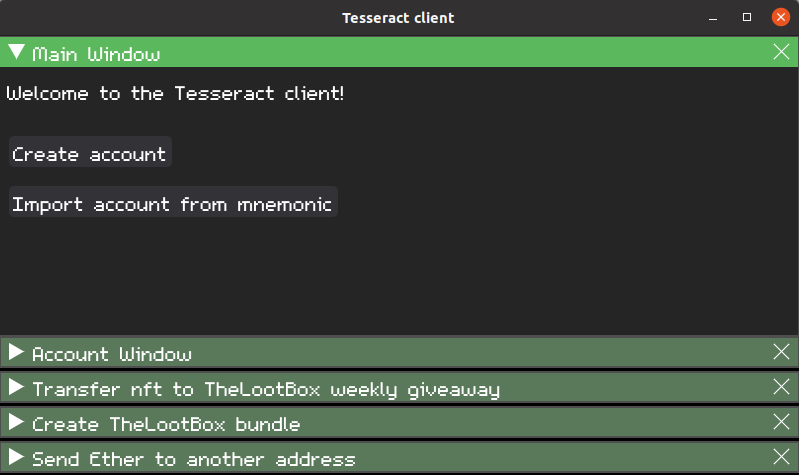 Tesseract client
Main Window
Welcome to the Tesseract client!
Create account
Import account from mnemonic
Account Window
Transfer nft to TheLootBox weekly giveaway
Create TheLootBox bundle
Send Ether to another address